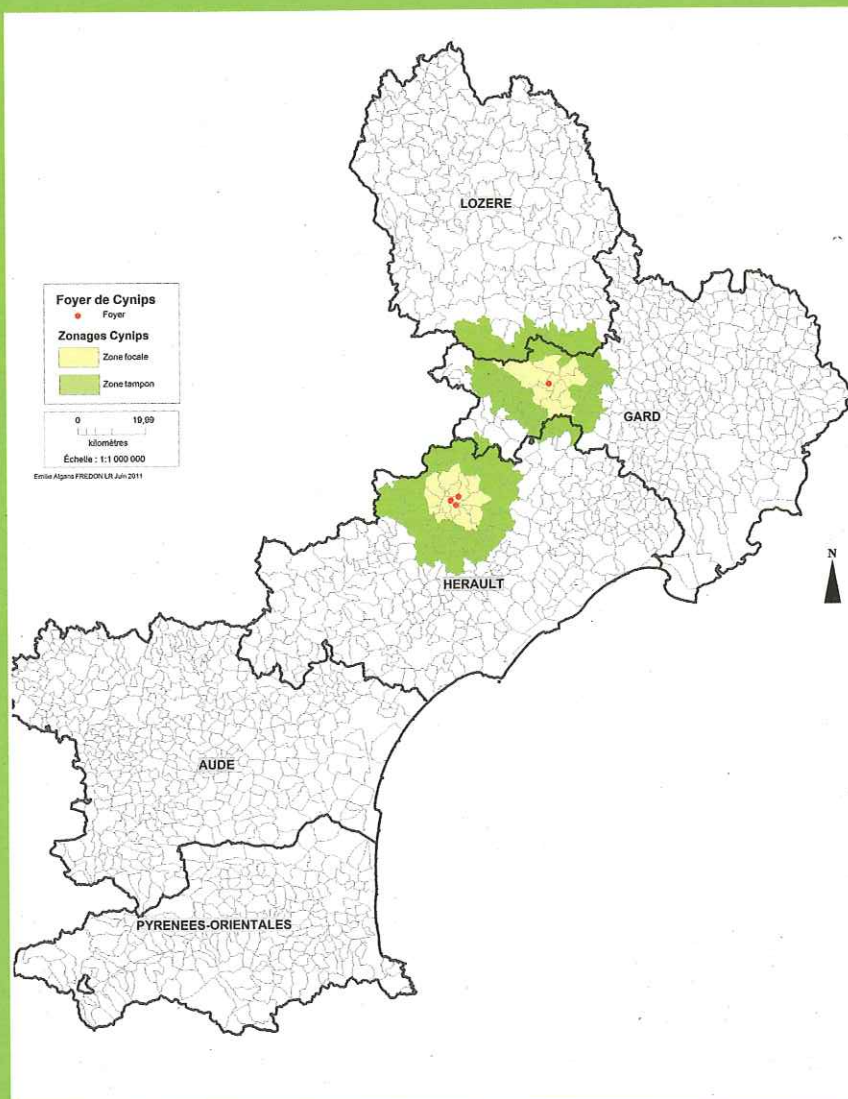 LOZERE
Foyer de Cynips
Foyer
Zonages Cynips
Zone focale
Zone tampon
0 19,99
kilomètres
Échelle : 1:1 000 000
Emilie Algans FREDON LR Juin 2011
GARD
HERAULT
N
AUDE
PYRENEES-ORIENTALES